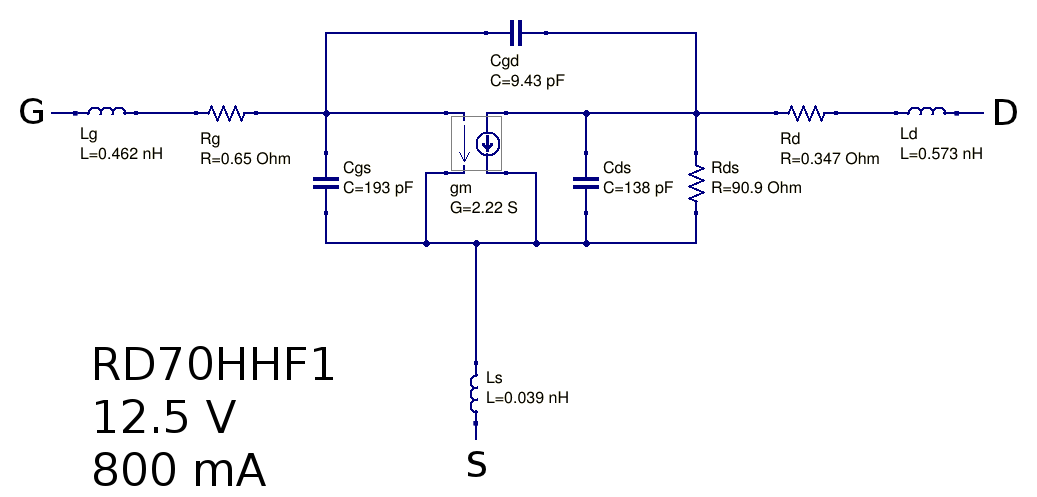 Cgd
C=9.43 pF
G
D
Lg
L=0.462 nH
Rg
R=0.65 Ohm
Cgs
C=193 pF
gm
G=2.22 S
Cds
C=138 pF
Rds
R=90.9 Ohm
Rd
R=0.347 Ohm
Ld
L=0.573 nH
Ls
L=0.039 nH
S
RD70HHF1
12.5 V
800 mA